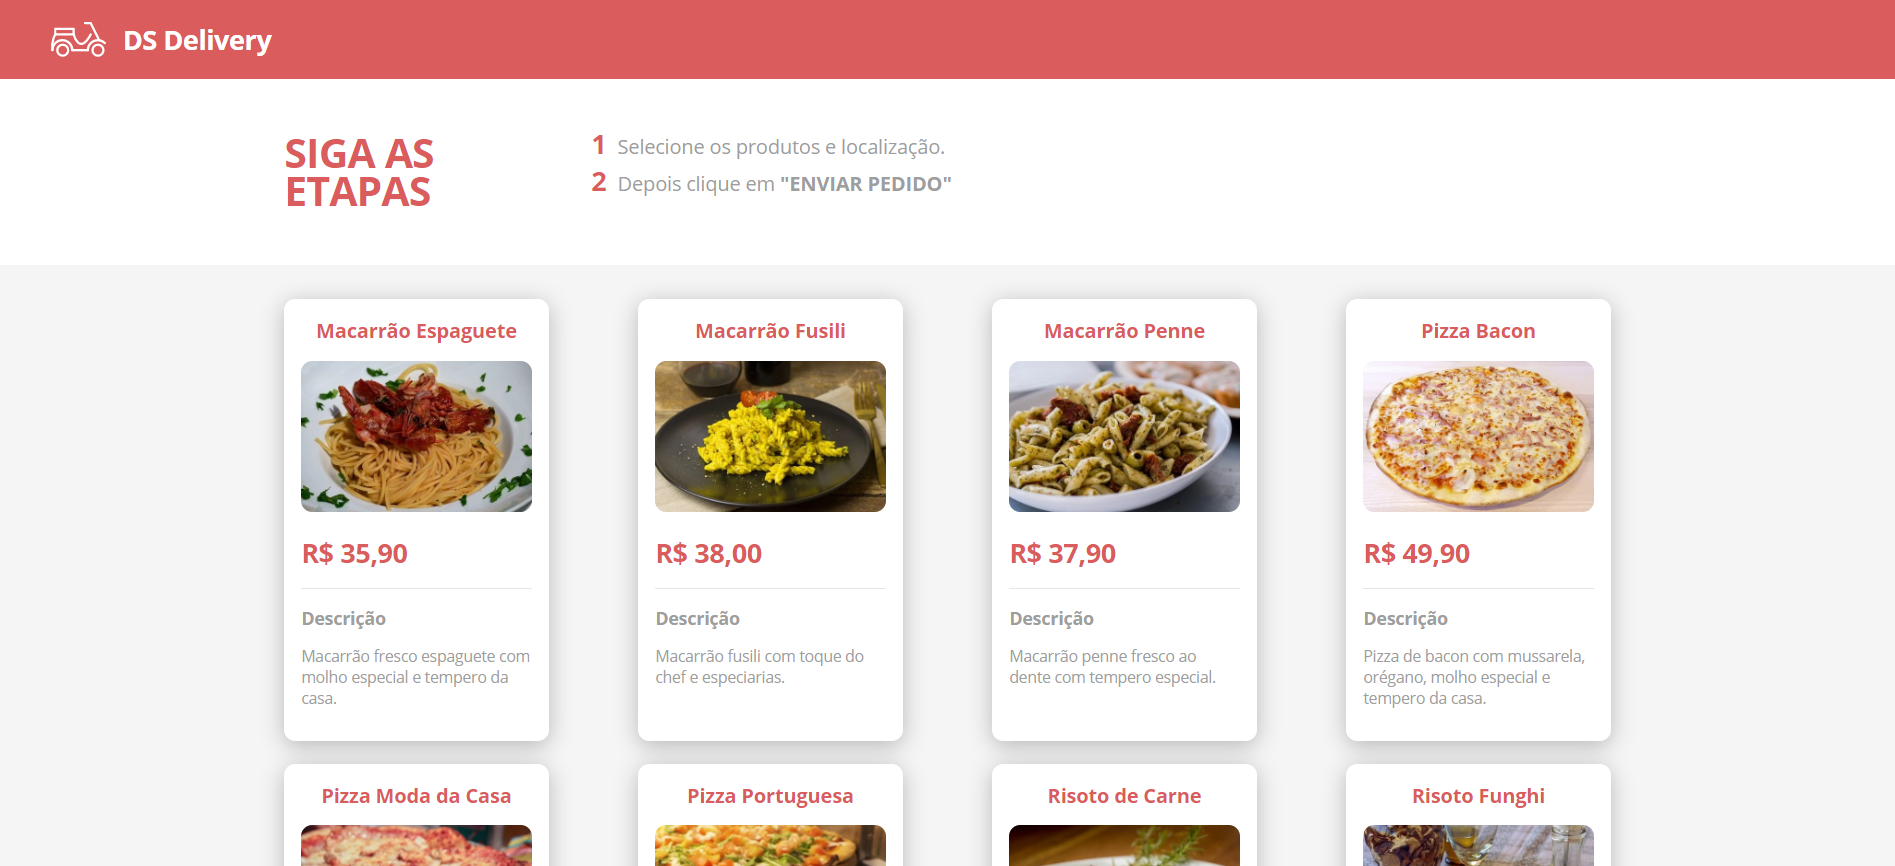 DS Delivery
SIGA AS
ETAPAS
1 Selecione os produtos e localização.
2 Depois clique em "ENVIAR PEDIDO"
Macarrão Espaguete
R$ 35,90
Descrição
Macarrão fresco espaguete com
molho especial e tempero da
casa.
Macarrão Fusili
R$ 38,00
Descrição
Macarrão fusili com toque do
chef e especiarias.
Macarrão Penne
R$ 37,90
Descrição
Macarrão penne fresco ao
dente com tempero especial.
Pizza Bacon
R$ 49,90
Descrição
Pizza de bacon com mussarela,
orégano, molho especial e
tempero da casa.
Pizza Moda da Casa
Pizza Portuguesa
Risoto de Carne
Risoto Funghi